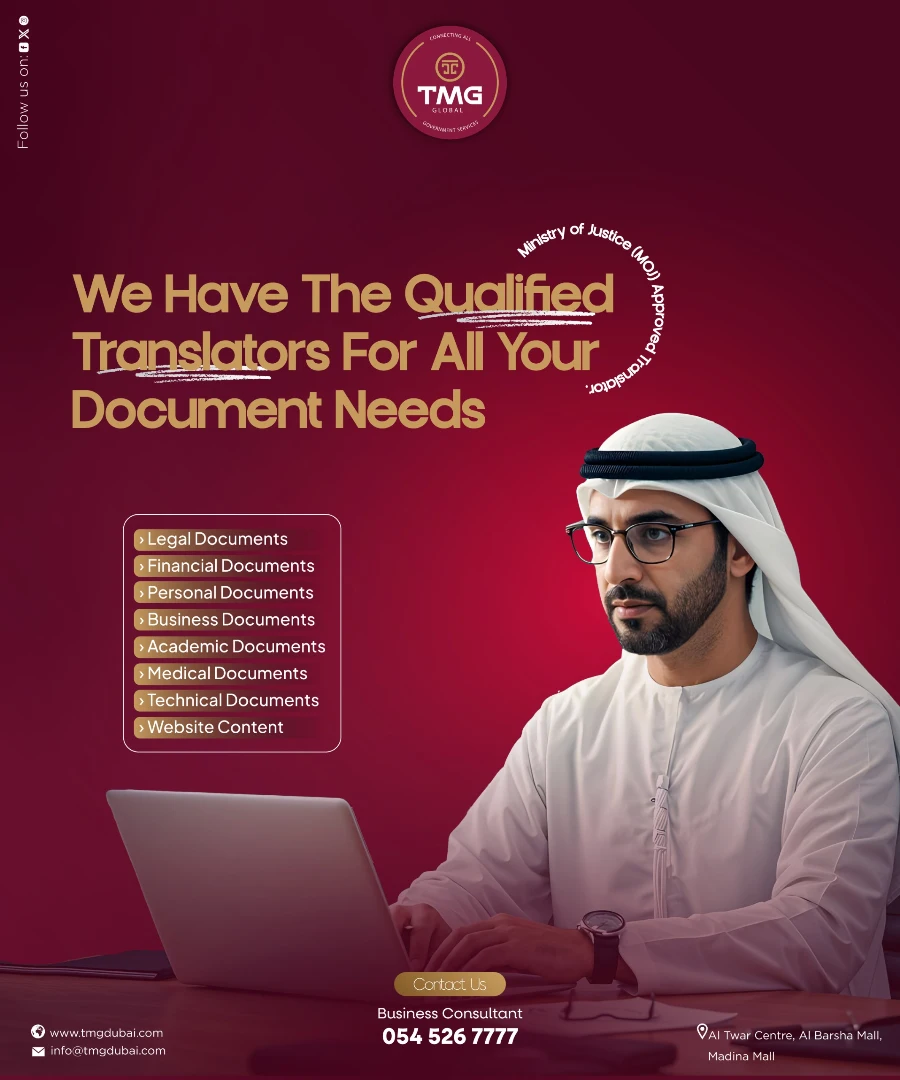 Follow us on:
CONNECTING ALL
TMG
GLOBAL
GOVERNMENT SERVICES
Ministry of Justice (MOJ) Approved Translator.
We Have The Qualified
Translators For All Your
Document Needs
› Legal Documents
› Financial Documents
› Personal Documents
› Business Documents
› Academic Documents
› Medical Documents
› Technical Documents
› Website Content
Contact Us
Business Consultant
054 526 7777
www.tmgdubai.com
info@tmgdubai.com
Al Twar Centre, Al Barsha Mall,
Madina Mall